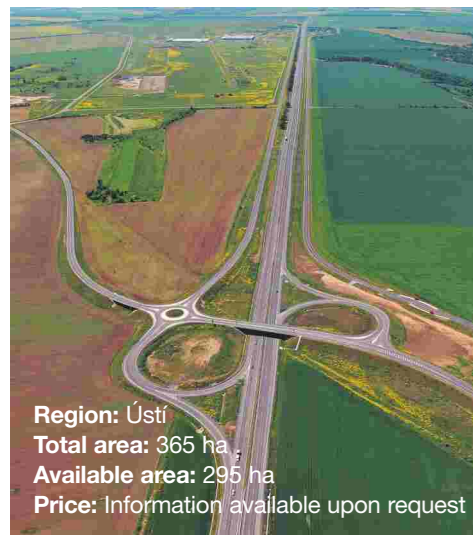 Region: Ústí
Total area: 365 ha
Available area: 295 ha
Price: Information available upon request